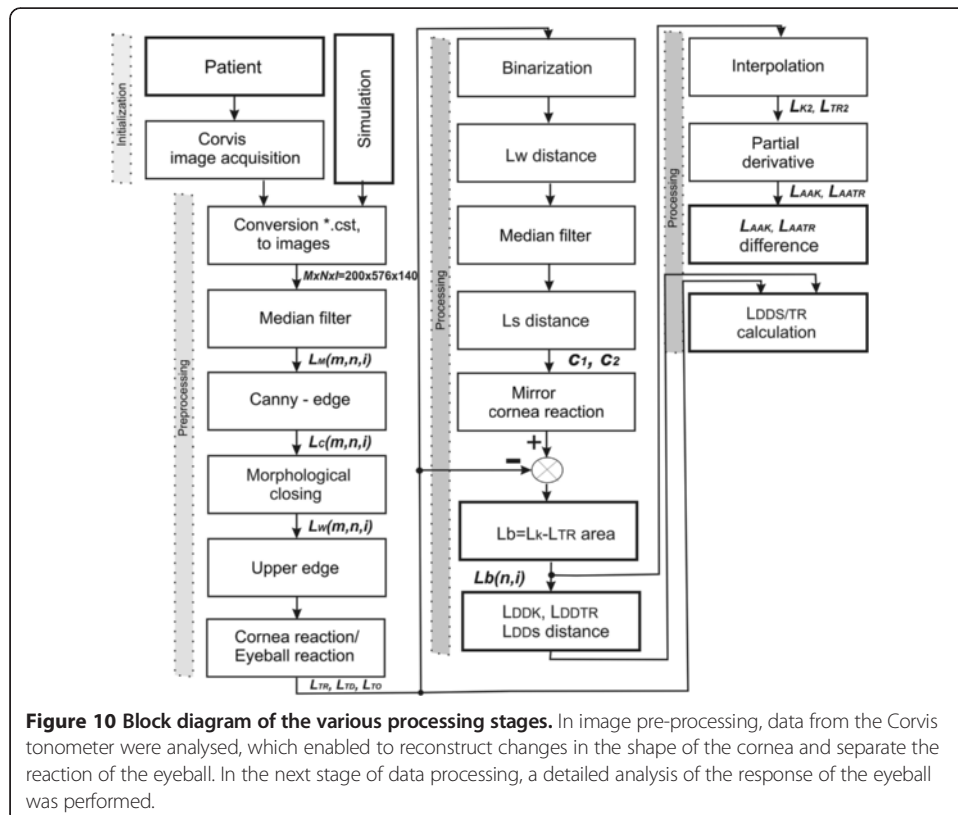 Initialization
Patient
Simulation
Corvis
image acquisition
Preprocessing
Conversion *.cst,
to images
MxNxI=200x576x140
Median filter
LM(m,n,i)
Canny - edge
LC(m,n,i)
Morphological
closing
LW(m,n,i)
Upper edge
Cornea reaction/
Eyeball reaction
LTR, LTD, LTO
Processing
Binarization
Lw distance
Median filter
Ls distance
C1, C2
Mirror
cornea reaction
+
-
Lb=Lk-LTR area
Lb(n,i)
LDDK, LDDTR
LDDs distance
Processing
Interpolation
LK2, LTR2
Partial
derivative
LAAK, LAATR
LAAK, LAATR
difference
LDDS/TR
calculation
Figure 10 Block diagram of the various processing stages. In image pre-processing, data from the Corvis
tonometer were analysed, which enabled to reconstruct changes in the shape of the cornea and separate the
reaction of the eyeball. In the next stage of data processing, a detailed analysis of the response of the eyeball
was performed.